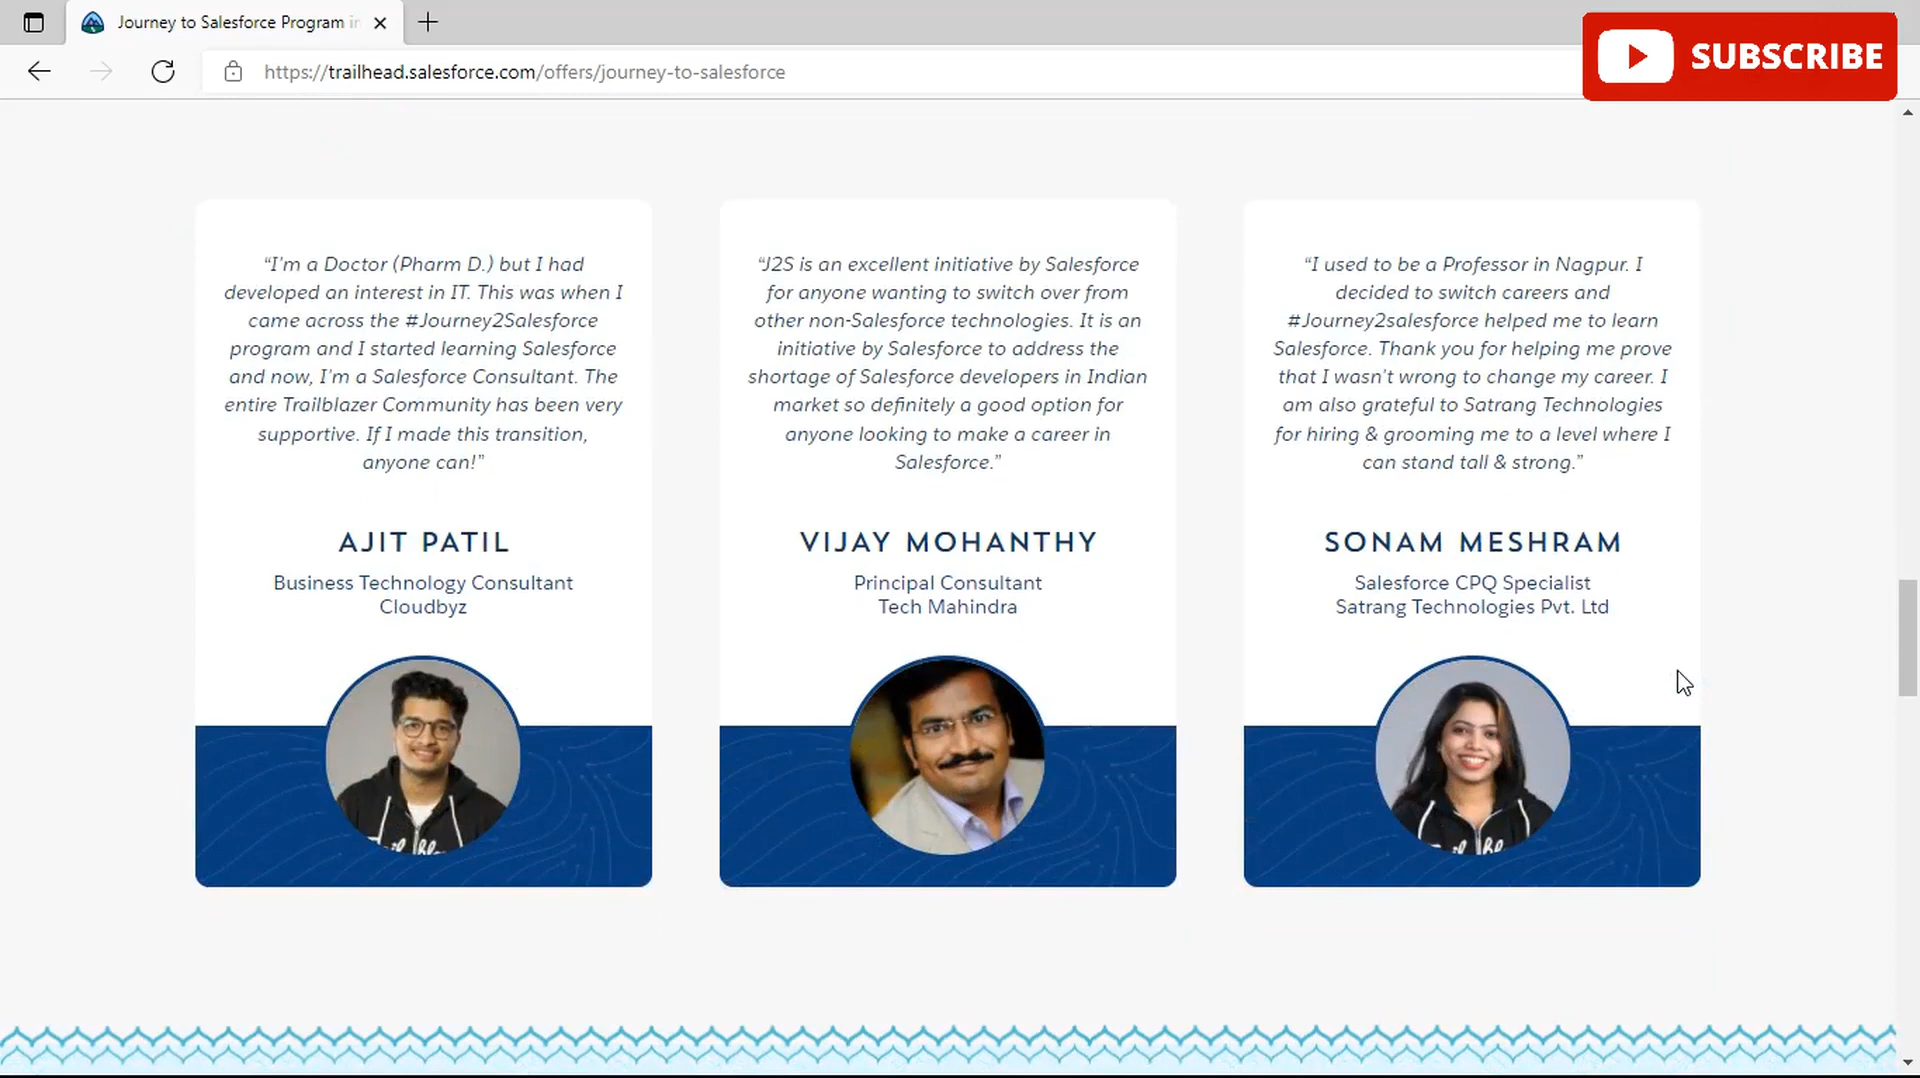 Journey to Salesforce Program in
SUBSCRIBE
https://trailhead.salesforce.com/offers/journey-to-salesforce
“I'm a Doctor (Pharm D.) but I had
developed an interest in IT. This was when I
came across the #Journey2Salesforce
program and I started learning Salesforce
and now, I'm a Salesforce Consultant. The
entire Trailblazer Community has been very
supportive. If I made this transition,
anyone can!”
AJIT PATIL
Business Technology Consultant
Cloudbyz
“J2S is an excellent initiative by Salesforce
for anyone wanting to switch over from
other non-Salesforce technologies. It is an
initiative by Salesforce to address the
shortage of Salesforce developers in Indian
market so definitely a good option for
anyone looking to make a career in
Salesforce.”
VIJAY MOHANTHY
Principal Consultant
Tech Mahindra
“I used to be a Professor in Nagpur. I
decided to switch careers and
#Journey2salesforce helped me to learn
Salesforce. Thank you for helping me prove
that I wasn't wrong to change my career. I
am also grateful to Satrang Technologies
for hiring & grooming me to a level where I
can stand tall & strong.”
SONAM MESHRAM
Salesforce CPQ Specialist
Satrang Technologies Pvt. Ltd